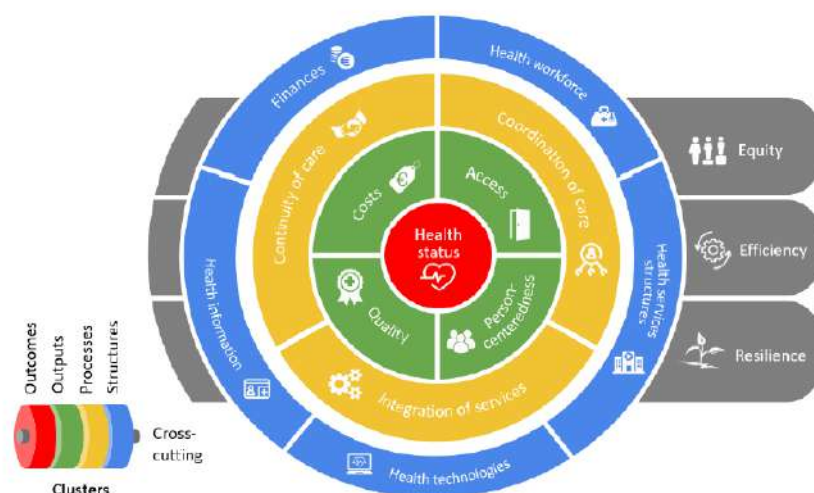 Finances
Health workforce
Continuity of care
Coordination of care
Costs
Access
Equity
Health
status
Efficiency
Health information
Quality
Person-
centeredness
Health services
structures
Resilience
Integration of services
Health technologies
Outcomes
Outputs
Processes
Structures
Cross-
cutting
Clusters